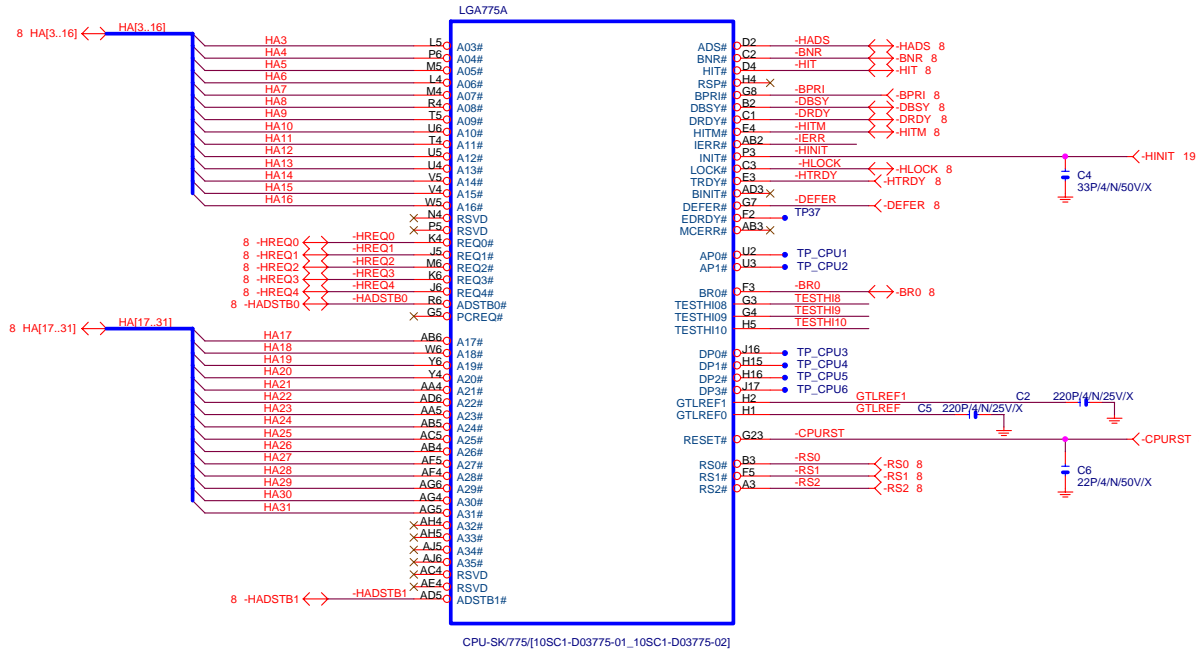 LGA775A
8 HA[3..16] HA[3..16]
HA3 L5 A03#
HA4 P6 A04#
HA5 M5 A05#
HA6 L4 A06#
HA7 M4 A07#
HA8 R4 A08#
HA9 T5 A09#
HA10 U6 A10#
HA11 T4 A11#
HA12 U5 A12#
HA13 U4 A13#
HA14 V5 A14#
HA15 V4 A15#
HA16 W5 A16#
N4 RSVD
P5 RSVD
8 -HREQ0 -HREQ0 K4 REQ0#
8 -HREQ1 -HREQ1 J5 REQ1#
8 -HREQ2 -HREQ2 M6 REQ2#
8 -HREQ3 -HREQ3 K6 REQ3#
8 -HREQ4 -HREQ4 J6 REQ4#
8 -HADSTB0 -HADSTB0 R6 ADSTB0#
G5 PCREQ#
8 HA[17..31] HA[17..31]
HA17 AB6 A17#
HA18 W6 A18#
HA19 Y6 A19#
HA20 Y4 A20#
HA21 AA4 A21#
HA22 AD6 A22#
HA23 AA5 A23#
HA24 AB5 A24#
HA25 AC5 A25#
HA26 AB4 A26#
HA27 AF5 A27#
HA28 AF4 A28#
HA29 AG6 A29#
HA30 AG4 A30#
HA31 AG5 A31#
AH4 A32#
AH5 A33#
AJ5 A34#
AJ6 A35#
AC4 RSVD
AE4 RSVD
8 -HADSTB1 -HADSTB1 AD5 ADSTB1#
ADS# D2 -HADS -HADS 8
BNR# C2 -BNR -BNR 8
HIT# D4 -HIT -HIT 8
RSP# H4
BPRI# G8 -BPRI -BPRI 8
DBSY# B2 -DBSY -DBSY 8
DRDY# C1 -DRDY -DRDY 8
HITM# E4 -HITM -HITM 8
IERR# AB2 -IERR
INIT# P3 -HINIT -HINIT 19
LOCK# C3 -HLOCK -HLOCK 8
TRDY# E3 -HTRDY -HTRDY 8
BINIT# AD3
DEFER# G7 -DEFER -DEFER 8
EDRDY# F2 TP37
MCERR# AB3
C4
33P/4/N/50V/X
AP0# U2 TP_CPU1
AP1# U3 TP_CPU2
BR0# F3 -BR0 -BR0 8
TESTHI08 G3 TESTHI8
TESTHI09 G4 TESTHI9
TESTHI10 H5 TESTHI10
DP0# J16 TP_CPU3
DP1# H15 TP_CPU4
DP2# H16 TP_CPU5
DP3# J17 TP_CPU6
GTLREF1 H2 GTLREF1 C2 220P/4/N/25V/X
GTLREF0 H1 GTLREF C5 220P/4/N/25V/X
RESET# G23 -CPURST -CPURST
RS0# B3 -RS0 -RS0 8
RS1# F5 -RS1 -RS1 8
RS2# A3 -RS2 -RS2 8
C6
22P/4/N/50V/X
CPU-SK/775/[10SC1-D03775-01_10SC1-D03775-02]